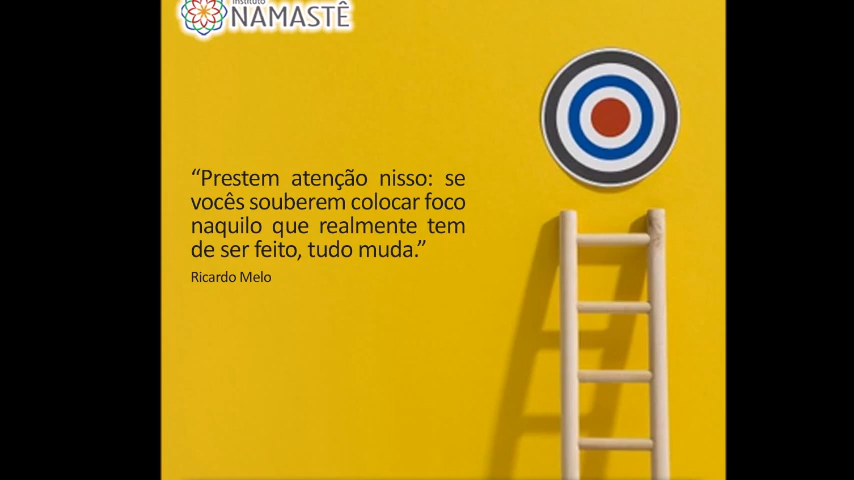 Instituto
NAMASTÊ
“Prestem atenção nisso: se
vocês souberem colocar foco
naquilo que realmente tem
de ser feito, tudo muda.”
Ricardo Melo